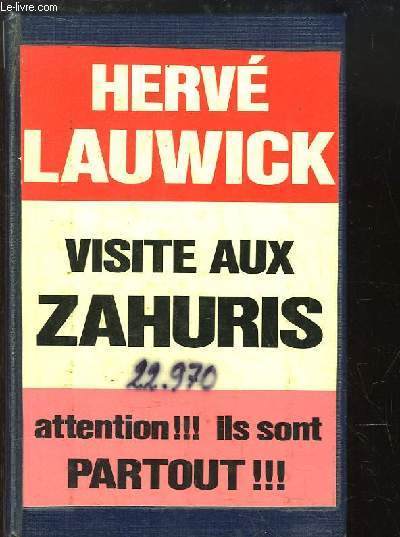 Le-livre.com
HERVÉ
LAUWICK
VISITE AUX
ZAHURIS
22.970
attention!!! ils sont
PARTOUT!!!